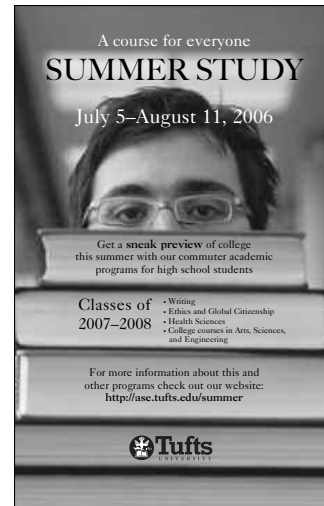 A course for everyone
SUMMER STUDY
July 5–August 11, 2006
Get a sneak preview of college
this summer with our commuter academic
programs for high school students
Classes of
2007–2008
• Writing
• Ethics and Global Citizenship
• Health Sciences
• College courses in Arts, Sciences,
and Engineering
For more information about this and
other programs check out our website:
http://ase.tufts.edu/summer
Tufts
UNIVERSITY